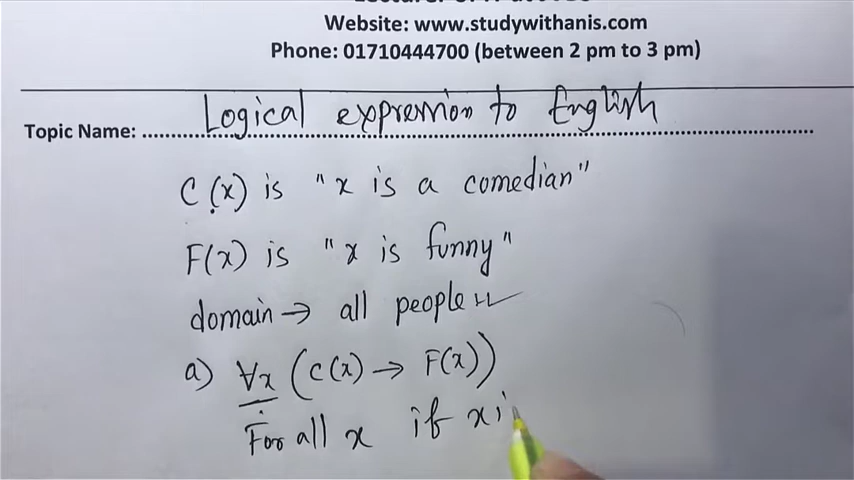 Website: www.studywithanis.com
Phone: 01710444700 (between 2 pm to 3 pm)
Topic Name: Logical expression to English
C(x) is "x is a comedian"
F(x) is "x is funny"
domain → all people
a) ∀x (C(x) → F(x))
For all x if x i